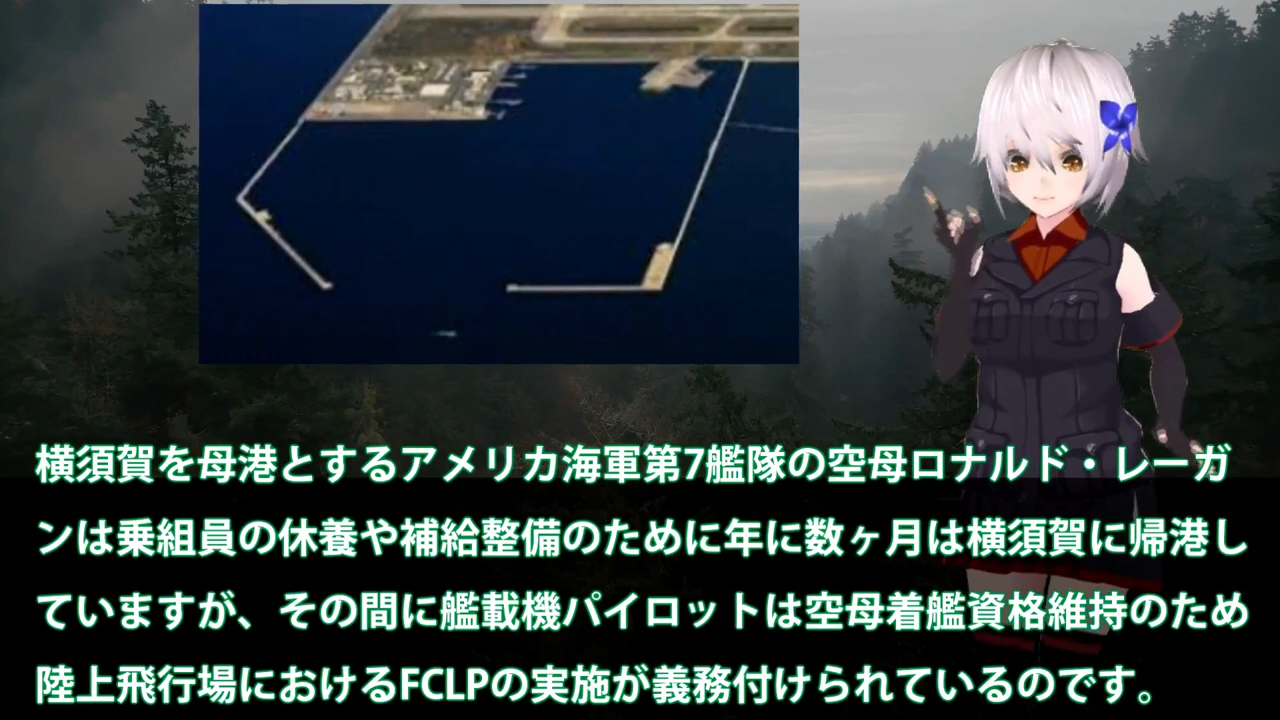 横須賀を母港とするアメリカ海軍第7艦隊の空母ロナルド・レーガ
ンは乗組員の休養や補給整備のために年に数ヶ月は横須賀に帰港し
ていますが、その間に艦載機パイロットは空母着艦資格維持のため
陸上飛行場におけるFCLPの実施が義務付けられているのです。